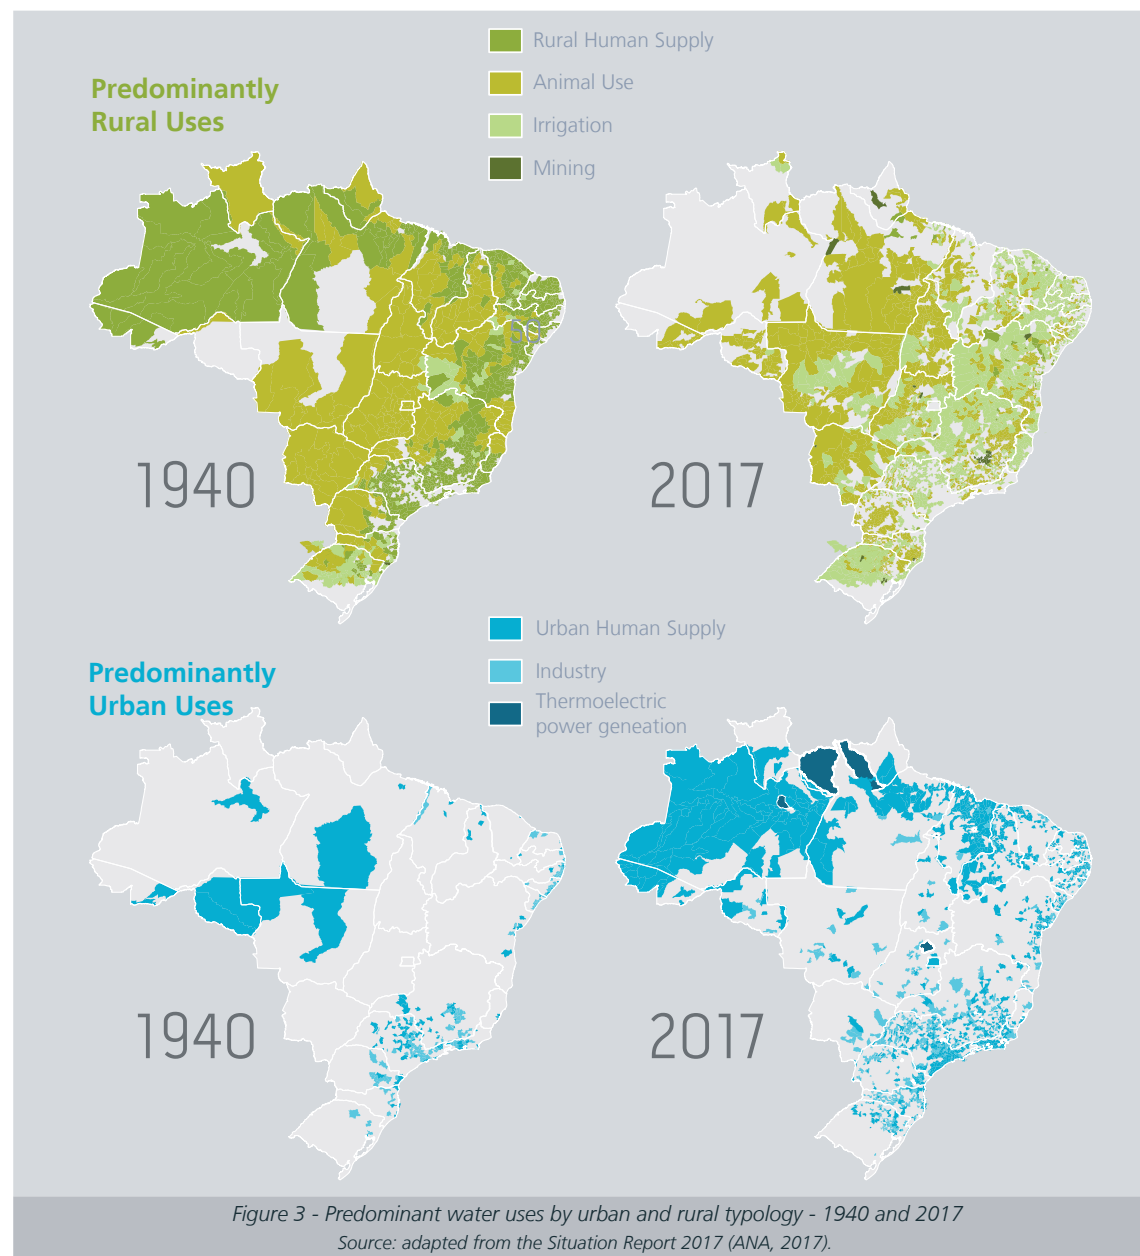 Rural Human Supply
Animal Use
Irrigation
Mining
Predominantly
Rural Uses
50
1940
2017
Urban Human Supply
Industry
Thermoelectric
power geneation
Predominantly
Urban Uses
1940
2017
Figure 3 - Predominant water uses by urban and rural typology - 1940 and 2017
Source: adapted from the Situation Report 2017 (ANA, 2017).